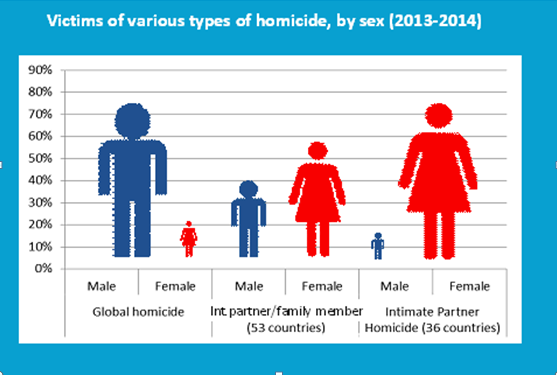 Victims of various types of homicide, by sex (2013-2014)
90%
80%
70%
60%
50%
40%
30%
20%
10%
0%
Male Female Male Female Male Female
Global homicide
Int.partner/family member
(53 countries)
Intimate Partner
Homicide (36 countries)